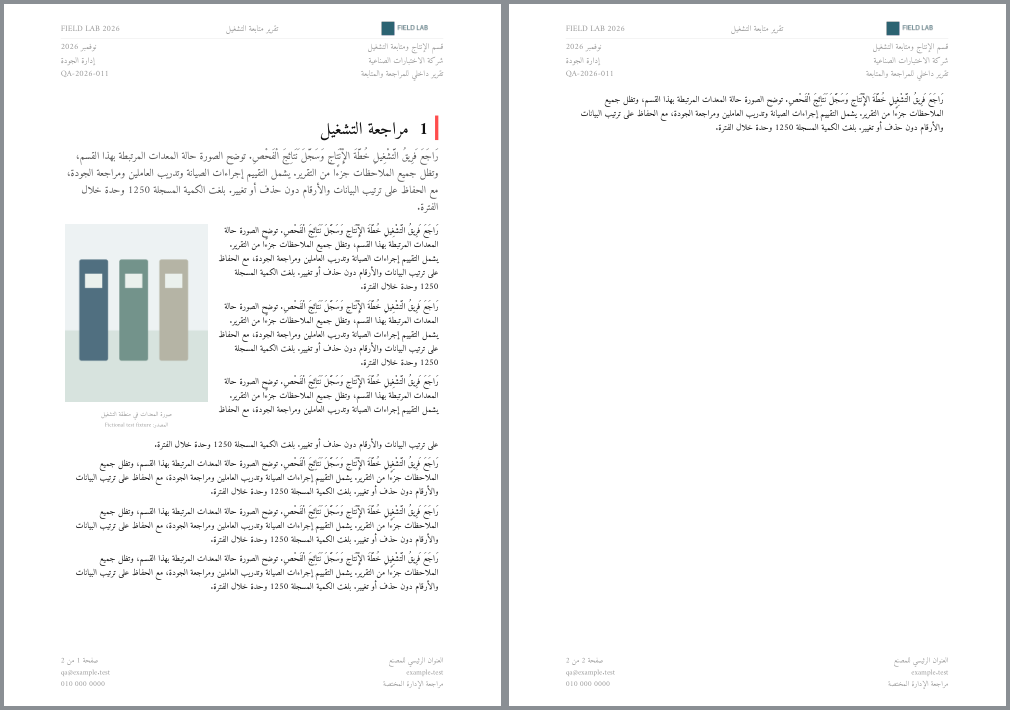 FIELD LAB
تقرير متابعة التشغيل
FIELD LAB 2026
قسم الإنتاج ومتابعة التشغيل
نوفمبر 2026
شركة الاختبارات الصناعية
إدارة الجودة
تقرير داخلي للمراجعة والمتابعة
QA-2026-011
1 مراجعة التشغيل
رَاجَعَ فَرِيقُ التَّشْغِيلِ خُطَّةَ الإِنْتَاجِ وَسَجَّلَ نَتَائِجَ الْفَحْصِ. توضح الصورة حالة المعدات المرتبطة بهذا القسم،
وتظل جميع الملاحظات جزءًا من التقرير. يشمل التقييم إجراءات الصيانة وتدريب العاملين ومراجعة الجودة،
مع الحفاظ على ترتيب البيانات والأرقام دون حذف أو تغيير. بلغت الكمية المسجلة 1250 وحدة خلال
الفترة.
رَاجَعَ فَرِيقُ التَّشْغِيلِ خُطَّةَ الإِنْتَاجِ وَسَجَّلَ نَتَائِجَ الْفَحْصِ. توضح الصورة حالة
المعدات المرتبطة بهذا القسم، وتظل جميع الملاحظات جزءًا من التقرير.
يشمل التقييم إجراءات الصيانة وتدريب العاملين ومراجعة الجودة، مع الحفاظ
على ترتيب البيانات والأرقام دون حذف أو تغيير. بلغت الكمية المسجلة
1250 وحدة خلال الفترة.
رَاجَعَ فَرِيقُ التَّشْغِيلِ خُطَّةَ الإِنْتَاجِ وَسَجَّلَ نَتَائِجَ الْفَحْصِ. توضح الصورة حالة
المعدات المرتبطة بهذا القسم، وتظل جميع الملاحظات جزءًا من التقرير.
يشمل التقييم إجراءات الصيانة وتدريب العاملين ومراجعة الجودة، مع الحفاظ
على ترتيب البيانات والأرقام دون حذف أو تغيير. بلغت الكمية المسجلة
1250 وحدة خلال الفترة.
رَاجَعَ فَرِيقُ التَّشْغِيلِ خُطَّةَ الإِنْتَاجِ وَسَجَّلَ نَتَائِجَ الْفَحْصِ. توضح الصورة حالة
المعدات المرتبطة بهذا القسم، وتظل جميع الملاحظات جزءًا من التقرير.
يشمل التقييم إجراءات الصيانة وتدريب العاملين ومراجعة الجودة، مع الحفاظ
صورة المعدات في منطقة التشغيل
المصدر: Fictional test fixture
على ترتيب البيانات والأرقام دون حذف أو تغيير. بلغت الكمية المسجلة 1250 وحدة خلال الفترة.
رَاجَعَ فَرِيقُ التَّشْغِيلِ خُطَّةَ الإِنْتَاجِ وَسَجَّلَ نَتَائِجَ الْفَحْصِ. توضح الصورة حالة المعدات المرتبطة بهذا القسم، وتظل جميع
الملاحظات جزءًا من التقرير. يشمل التقييم إجراءات الصيانة وتدريب العاملين ومراجعة الجودة، مع الحفاظ على ترتيب البيانات
والأرقام دون حذف أو تغيير. بلغت الكمية المسجلة 1250 وحدة خلال الفترة.
رَاجَعَ فَرِيقُ التَّشْغِيلِ خُطَّةَ الإِنْتَاجِ وَسَجَّلَ نَتَائِجَ الْفَحْصِ. توضح الصورة حالة المعدات المرتبطة بهذا القسم، وتظل جميع
الملاحظات جزءًا من التقرير. يشمل التقييم إجراءات الصيانة وتدريب العاملين ومراجعة الجودة، مع الحفاظ على ترتيب البيانات
والأرقام دون حذف أو تغيير. بلغت الكمية المسجلة 1250 وحدة خلال الفترة.
رَاجَعَ فَرِيقُ التَّشْغِيلِ خُطَّةَ الإِنْتَاجِ وَسَجَّلَ نَتَائِجَ الْفَحْصِ. توضح الصورة حالة المعدات المرتبطة بهذا القسم، وتظل جميع
الملاحظات جزءًا من التقرير. يشمل التقييم إجراءات الصيانة وتدريب العاملين ومراجعة الجودة، مع الحفاظ على ترتيب البيانات
والأرقام دون حذف أو تغيير. بلغت الكمية المسجلة 1250 وحدة خلال الفترة.
العنوان الرئيسي للمصنع
صفحة 1 من 2
example.test
qa@example.test
مراجعة الإدارة المختصة
010 000 0000
FIELD LAB
تقرير متابعة التشغيل
FIELD LAB 2026
قسم الإنتاج ومتابعة التشغيل
نوفمبر 2026
شركة الاختبارات الصناعية
إدارة الجودة
تقرير داخلي للمراجعة والمتابعة
QA-2026-011
رَاجَعَ فَرِيقُ التَّشْغِيلِ خُطَّةَ الإِنْتَاجِ وَسَجَّلَ نَتَائِجَ الْفَحْصِ. توضح الصورة حالة المعدات المرتبطة بهذا القسم، وتظل جميع
الملاحظات جزءًا من التقرير. يشمل التقييم إجراءات الصيانة وتدريب العاملين ومراجعة الجودة، مع الحفاظ على ترتيب البيانات
والأرقام دون حذف أو تغيير. بلغت الكمية المسجلة 1250 وحدة خلال الفترة.
العنوان الرئيسي للمصنع
صفحة 2 من 2
example.test
qa@example.test
مراجعة الإدارة المختصة
010 000 0000